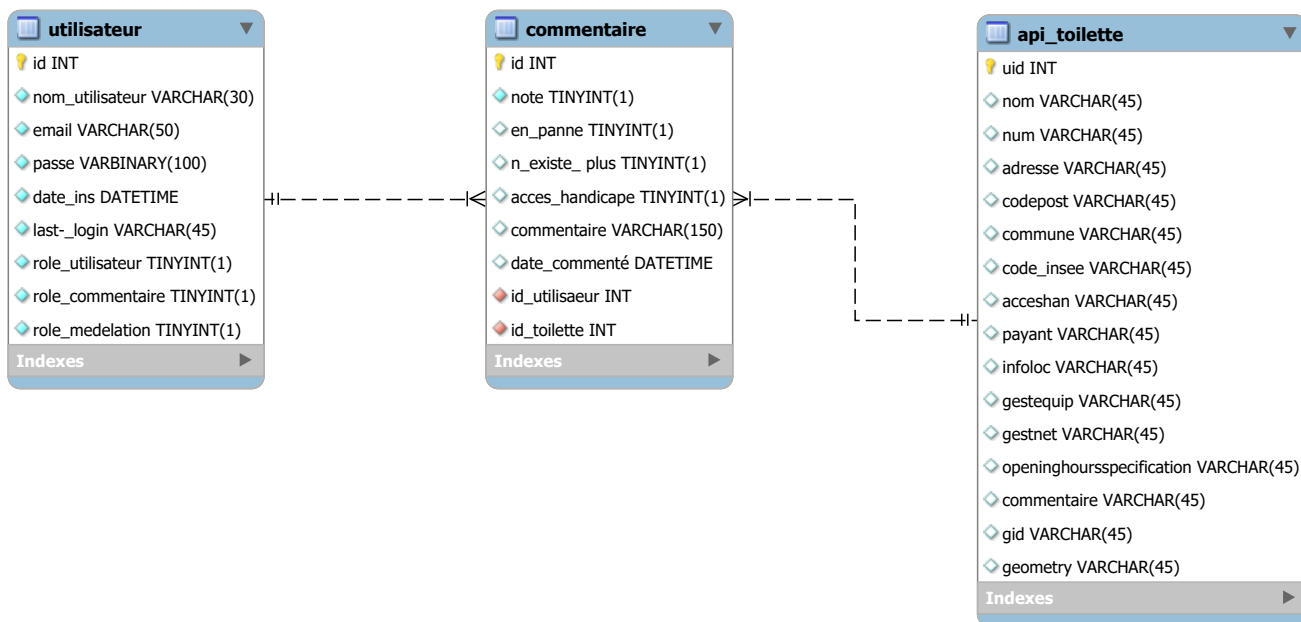 utilisateur
id INT
nom_utilisateur VARCHAR(30)
email VARCHAR(50)
passe VARBINARY(100)
date_ins DATETIME
last-_login VARCHAR(45)
role_utilisateur TINYINT(1)
role_commentaire TINYINT(1)
role_medelation TINYINT(1)
Indexes
commentaire
id INT
note TINYINT(1)
en_panne TINYINT(1)
n_existe_ plus TINYINT(1)
acces_handicape TINYINT(1)
commentaire VARCHAR(150)
date_commenté DATETIME
id_utilisaeur INT
id_toilette INT
Indexes
api_toilette
uid INT
nom VARCHAR(45)
num VARCHAR(45)
adresse VARCHAR(45)
codepost VARCHAR(45)
commune VARCHAR(45)
code_insee VARCHAR(45)
acceshan VARCHAR(45)
payant VARCHAR(45)
infoloc VARCHAR(45)
gestequip VARCHAR(45)
gestnet VARCHAR(45)
openinghoursspecification VARCHAR(45)
commentaire VARCHAR(45)
gid VARCHAR(45)
geometry VARCHAR(45)
Indexes